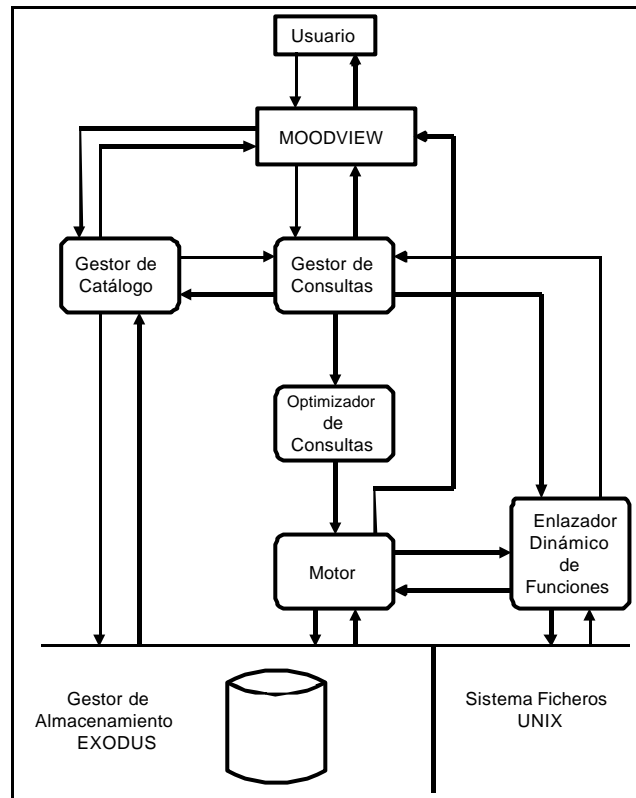 Usuario
MOODVIEW
Gestor de
Catálogo
Gestor de
Consultas
Optimizador
de
Consultas
Motor
Enlazador
Dinámico
de
Funciones
Gestor de
Almacenamiento
EXODUS
Sistema Ficheros
UNIX